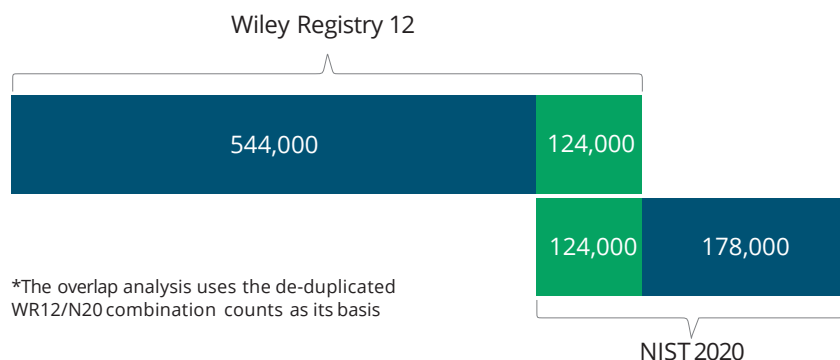 Wiley Registry 12
544,000
124,000
124,000
178,000
*The overlap analysis uses the de-duplicated
WR12/N20 combination counts as its basis
NIST 2020